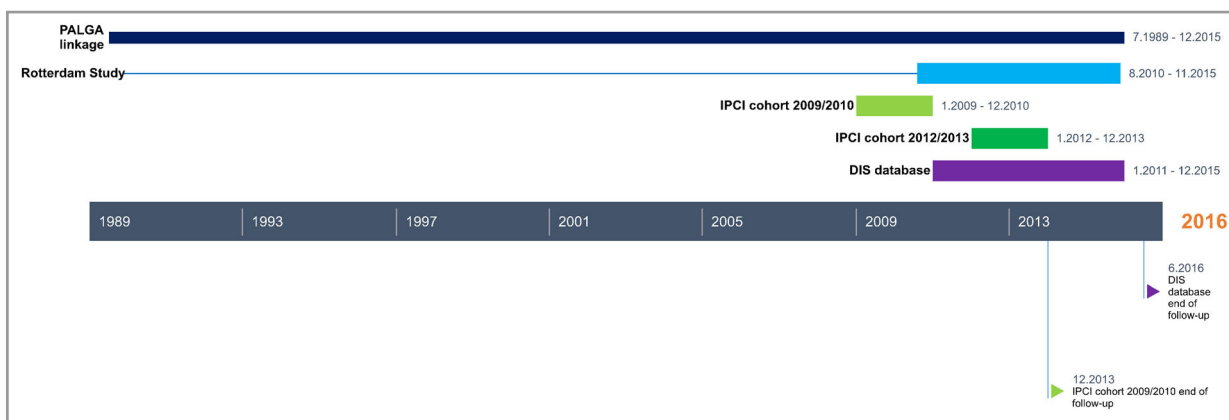 PALGA
linkage
7.1989 - 12.2015
Rotterdam Study
8.2010 - 11.2015
IPCI cohort 2009/2010
1.2009 - 12.2010
IPCI cohort 2012/2013
1.2012 - 12.2013
DIS database
1.2011 - 12.2015
1989
1993
1997
2001
2005
2009
2013
2016
6.2016
DIS
database
end of
follow-up
12.2013
IPCI cohort 2009/2010 end of
follow-up